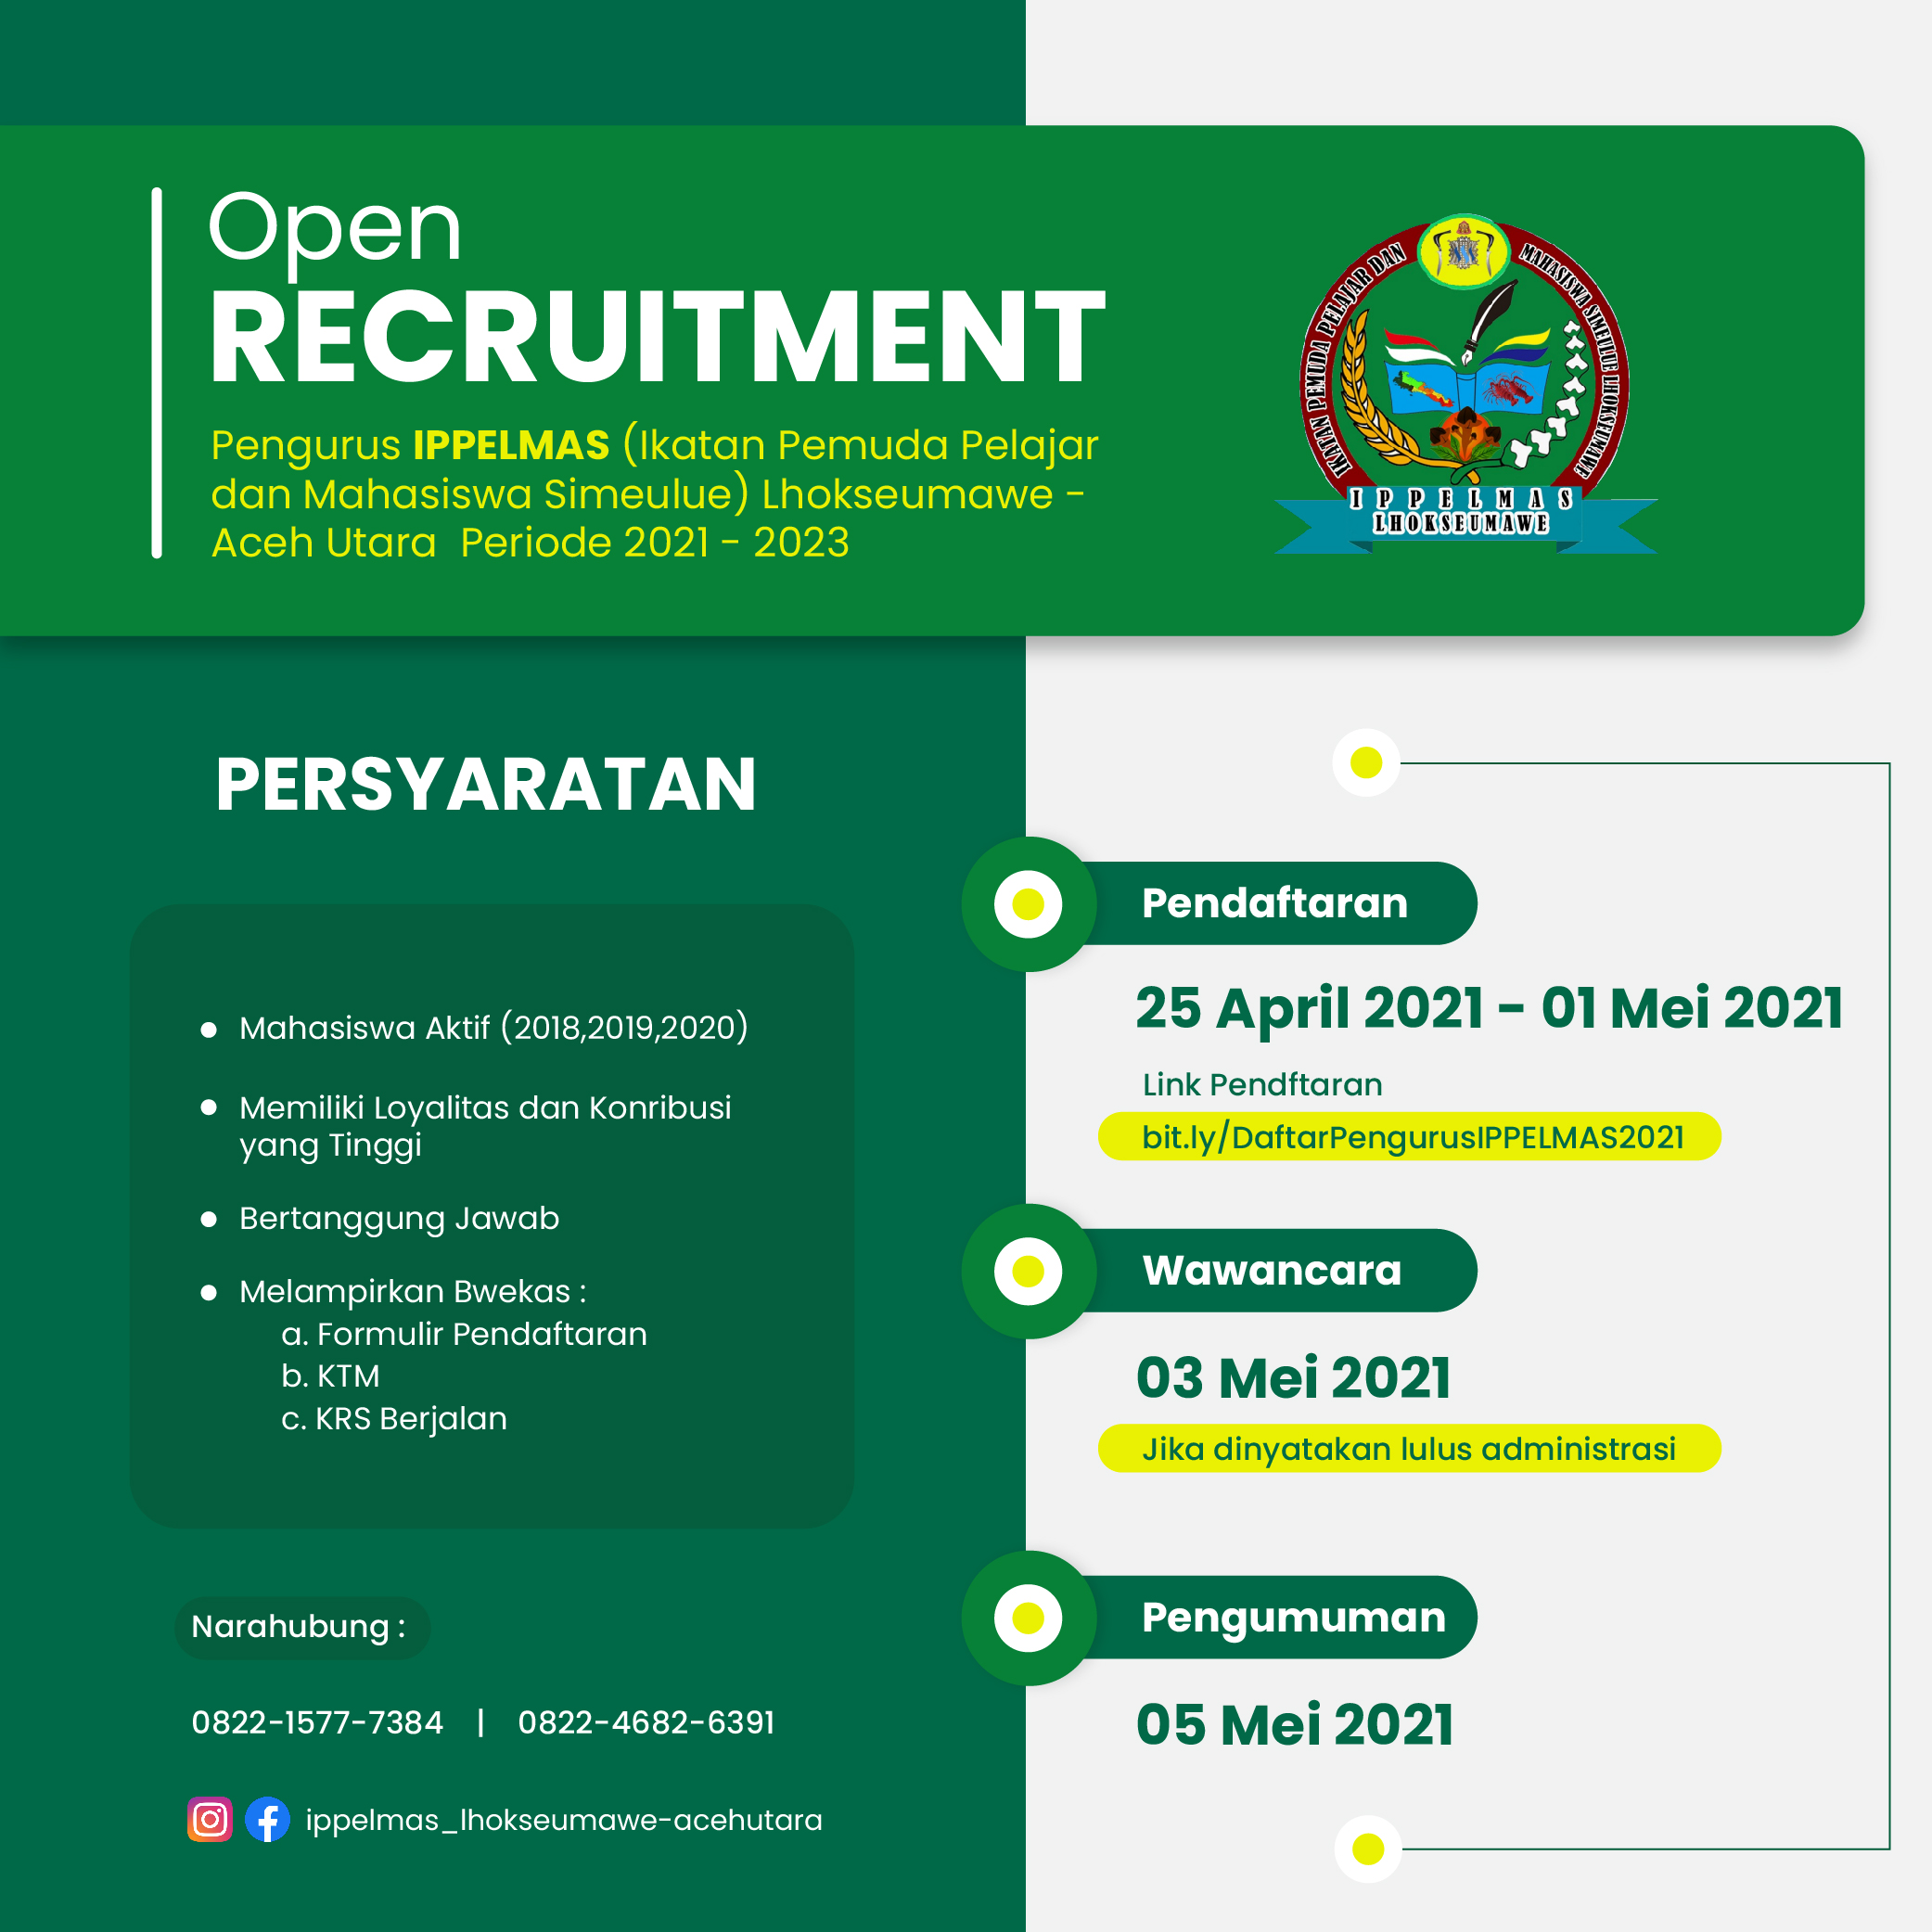 Open
RECRUITMENT
Pengurus IPPELMAS (Ikatan Pemuda Pelajar
dan Mahasiswa Simeulue) Lhokseumawe -
Aceh Utara  Periode 2021 - 2023
IKATAN PEMUDA PELAJAR DAN
MAHASISWA SIMEULUE LHOKSEUMAWE
IPPELMAS
LHOKSEUMAWE
PERSYARATAN
Mahasiswa Aktif (2018,2019,2020)
Memiliki Loyalitas dan Konribusi
yang Tinggi
Bertanggung Jawab
Melampirkan Bwekas :
a. Formulir Pendaftaran
b. KTM
c. KRS Berjalan
Narahubung :
0822-1577-7384 | 0822-4682-6391
ippelmas_lhokseumawe-acehutara
Pendaftaran
25 April 2021 - 01 Mei 2021
Link Pendftaran
bit.ly/DaftarPengurusIPPELMAS2021
Wawancara
03 Mei 2021
Jika dinyatakan lulus administrasi
Pengumuman
05 Mei 2021